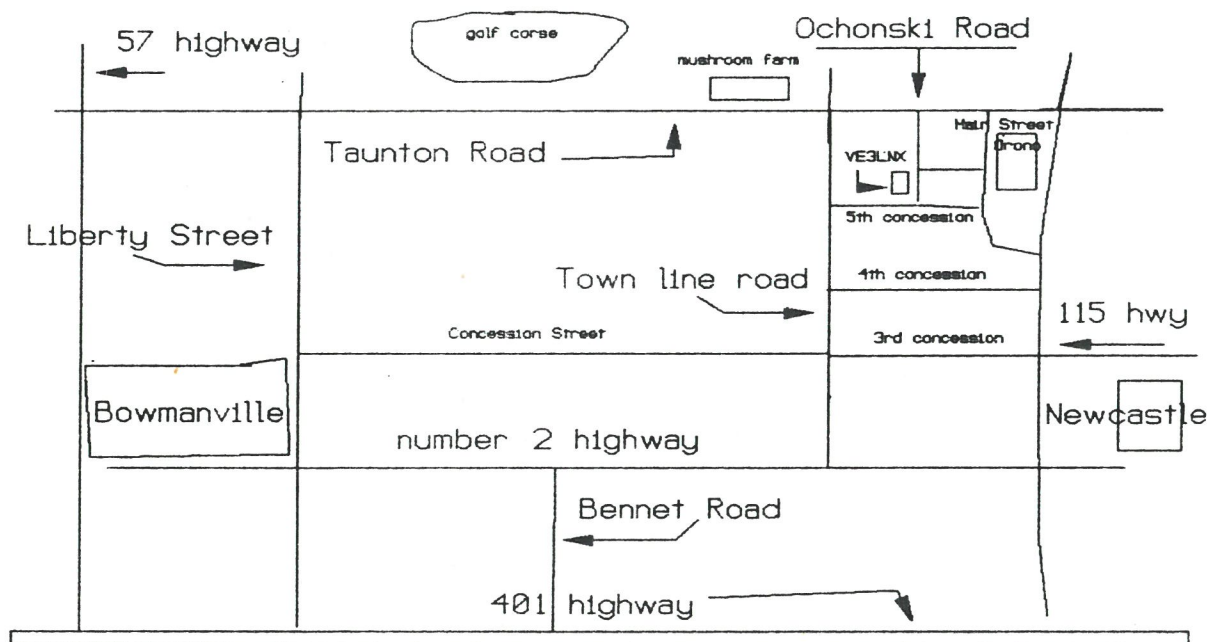 57 highway
golf corse
Ochonski Road
mushroom farm
Main Street
Orono
Taunton Road
VE3LNX
5th concession
Liberty Street
4th concession
Town line road
115 hwy
Concession Street
3rd concession
Bowmanville
Newcastle
number 2 highway
Bennet Road
401 highway